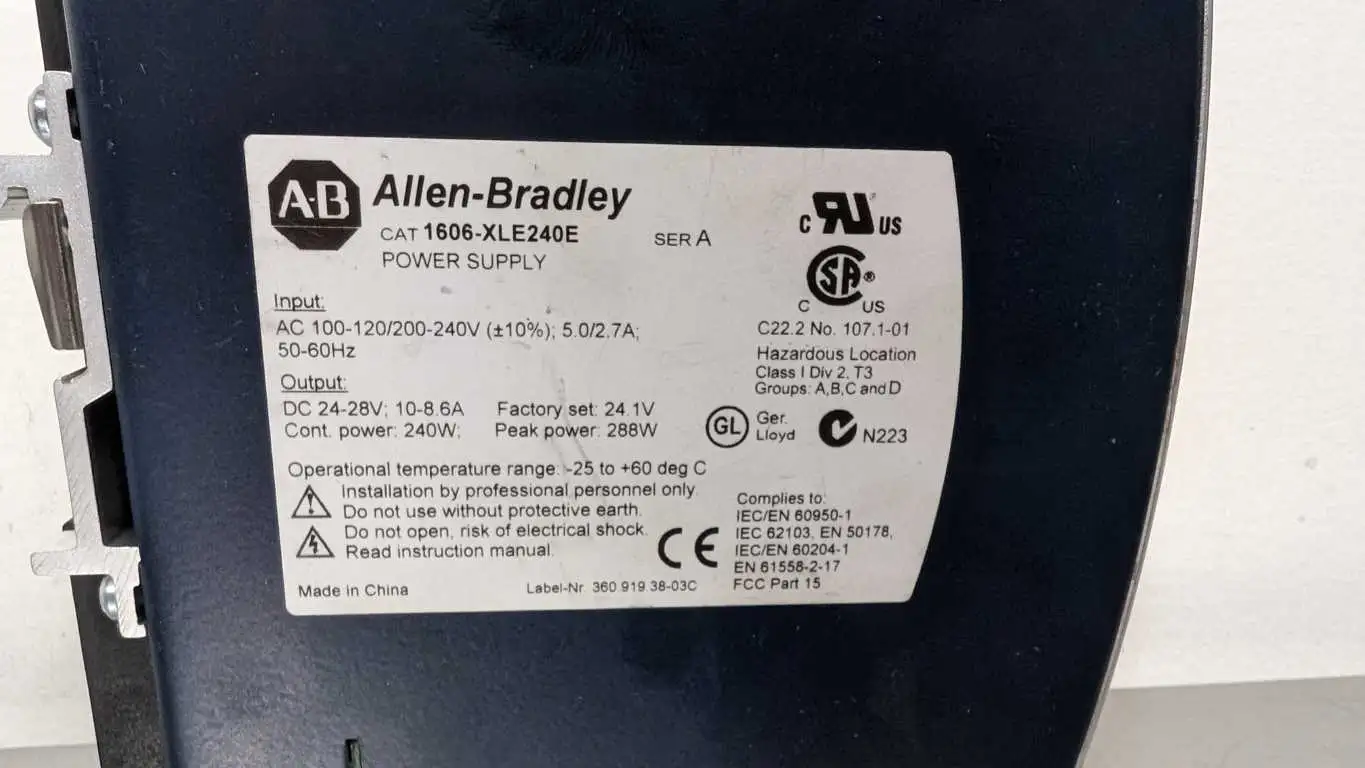 A-B Allen-Bradley
CAT 1606-XLE240E SER A
POWER SUPPLY
Input:
AC 100-120/200-240V (±10%); 5.0/2.7A;
50-60Hz
Output:
DC 24-28V; 10-8.6A Factory set: 24.1V
Cont. power: 240W; Peak power: 288W
Operational temperature range: -25 to +60 deg C
Installation by professional personnel only.
Do not use without protective earth.
Do not open, risk of electrical shock.
Read instruction manual.
Made in China
Label-Nr. 360.919.38-03C
C RU US
SA ®
C US
C22.2 No. 107.1-01
Hazardous Location
Class I Div 2, T3
Groups: A,B,C and D
GL Ger.
Lloyd
N223
CE
Complies to:
IEC/EN 60950-1
IEC 62103, EN 50178,
IEC/EN 60204-1
EN 61558-2-17
FCC Part 15